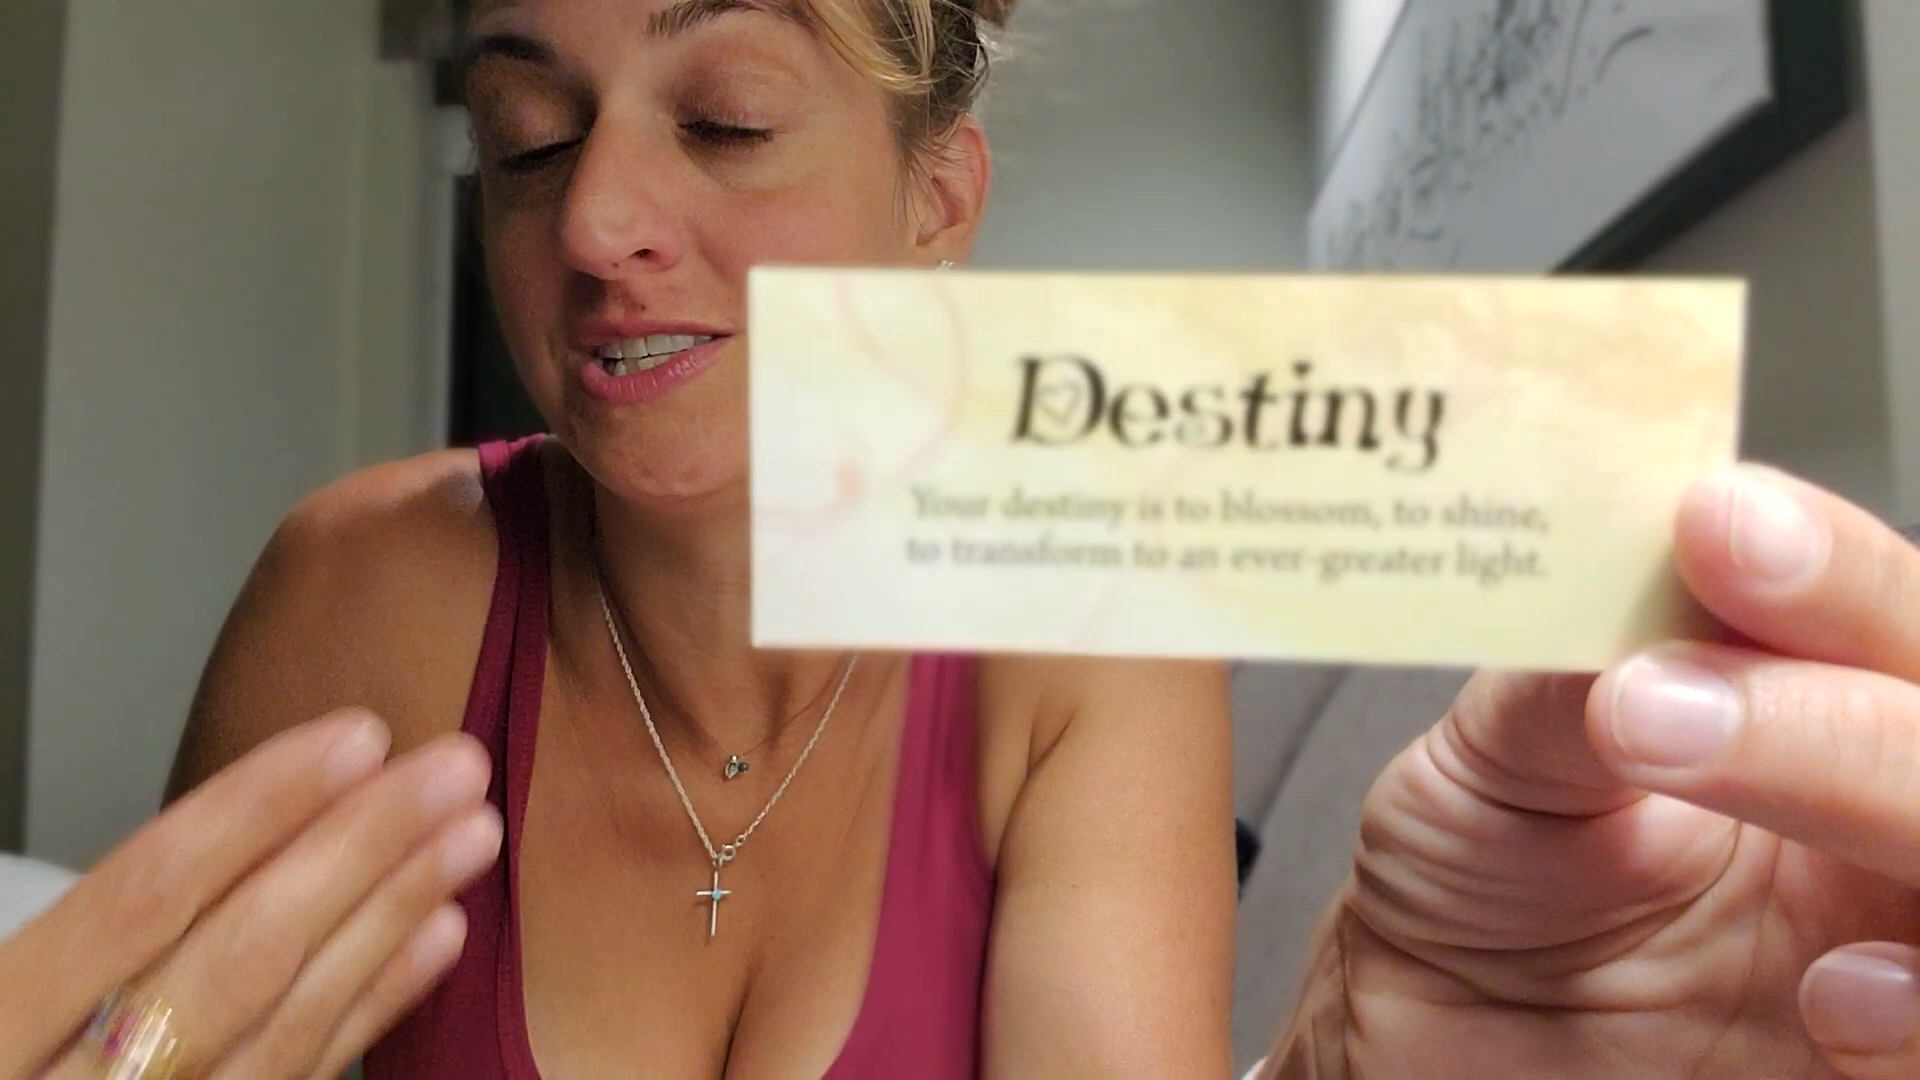 Destiny
Your destiny is to blossom, to shine,
to transform to an ever-greater light.